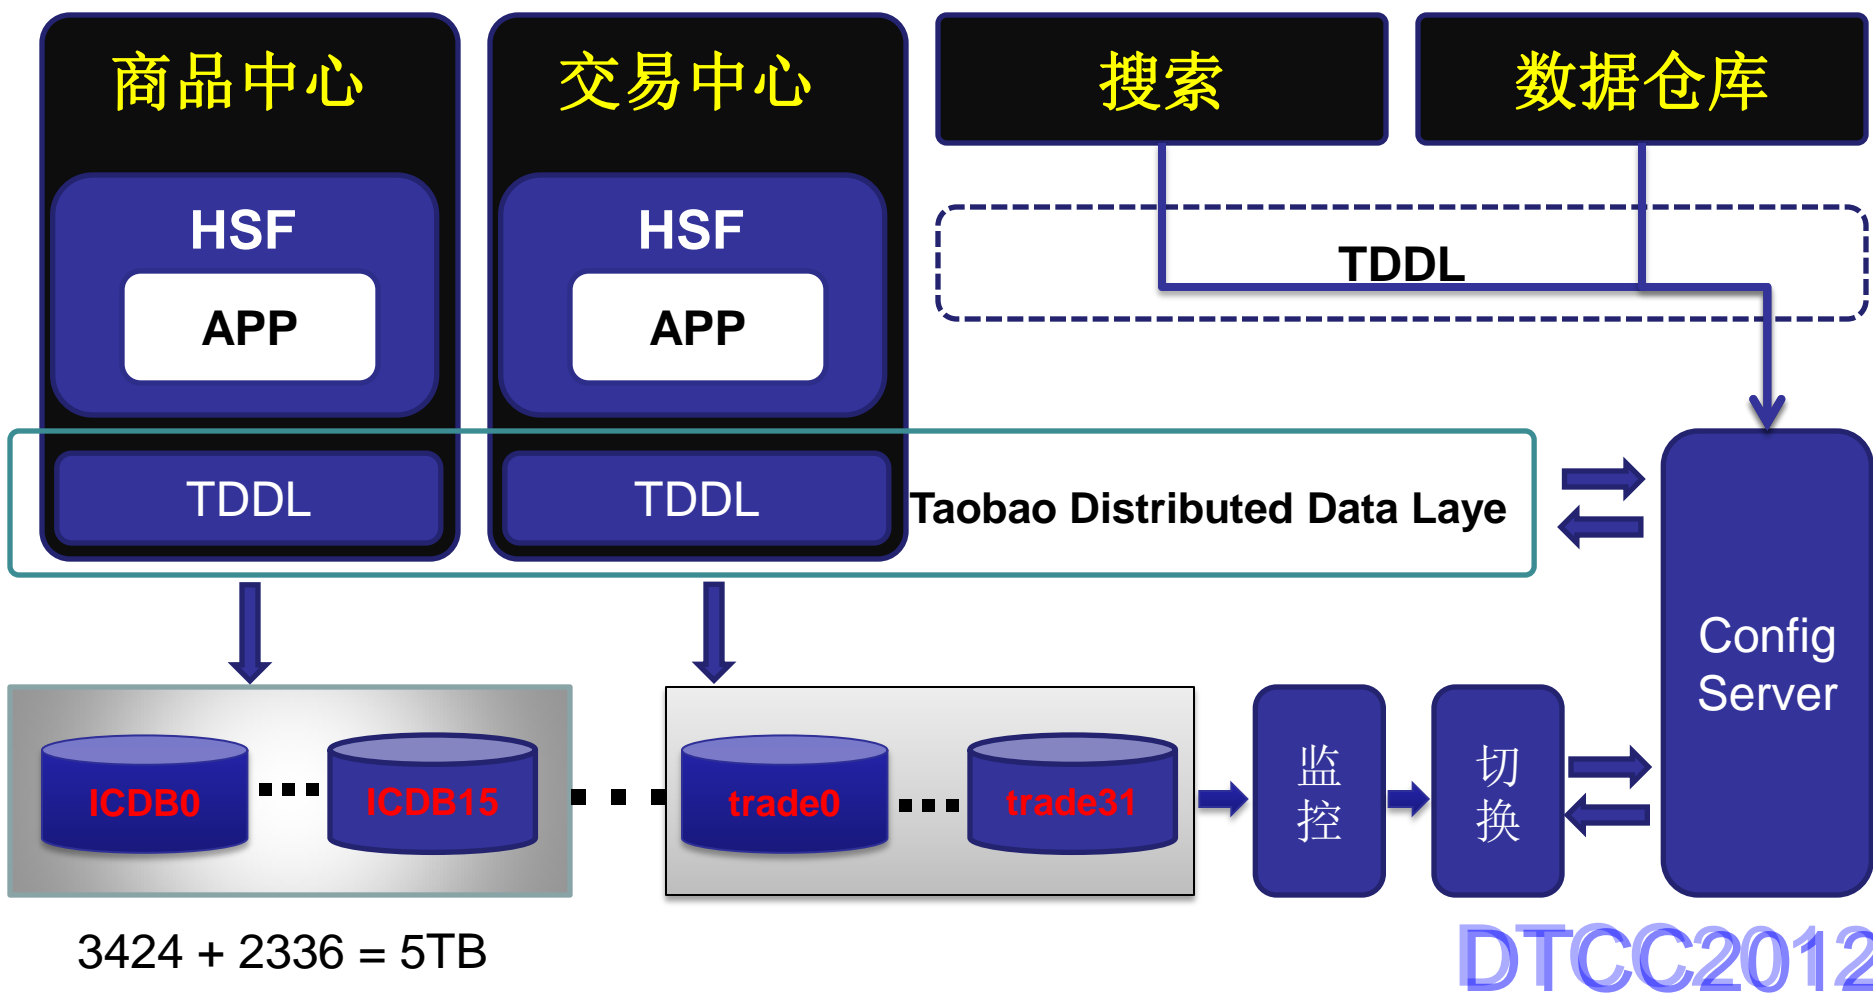 商品中心
交易中心
搜索
数据仓库
HSF
HSF
TDDL
APP
APP
TDDL
TDDL
Taobao Distributed Data Laye
Config
Server
ICDB0
ICDB15
trade0
trade31
监
控
切
换
3424 + 2336 = 5TB
DTCC2012